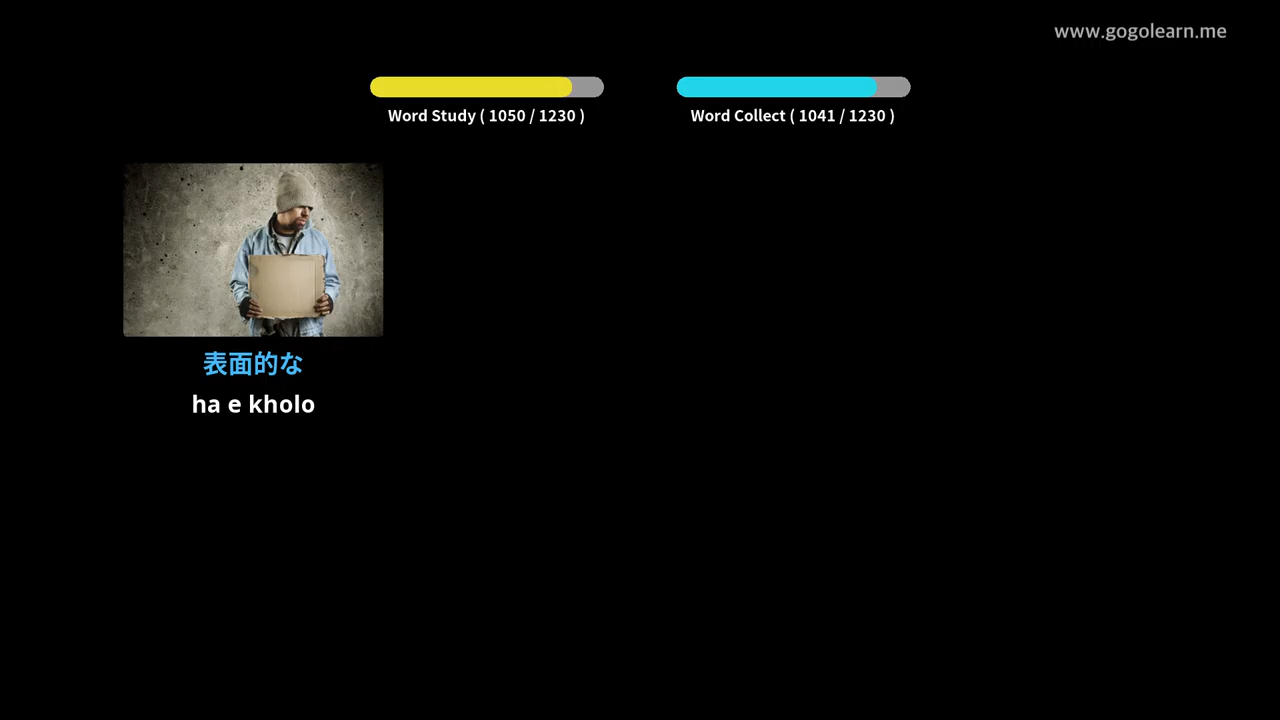 www.gogolearn.me
Word Study ( 1050 / 1230 )
Word Collect ( 1041 / 1230 )
表面的な
ha e kholo